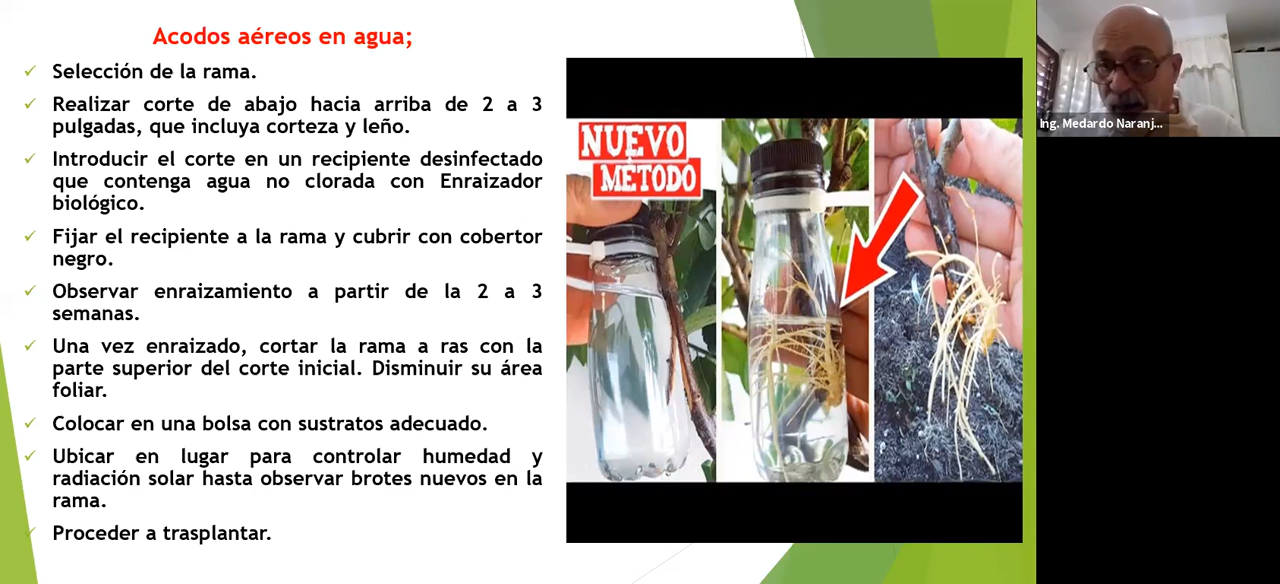 Acodos aéreos en agua;
Selección de la rama.
Realizar corte de abajo hacia arriba de 2 a 3
pulgadas, que incluya corteza y leño.
Introducir el corte en un recipiente desinfectado
que contenga agua no clorada con Enraizador
biológico.
Fijar el recipiente a la rama y cubrir con cobertor
negro.
Observar enraizamiento a partir de la 2 a 3
semanas.
Una vez enraizado, cortar la rama a ras con la
parte superior del corte inicial. Disminuir su área
foliar.
Colocar en una bolsa con sustratos adecuado.
Ubicar en lugar para controlar humedad y
radiación solar hasta observar brotes nuevos en la
rama.
Proceder a trasplantar.
NUEVO
MÉTODO
Ing. Medardo Naranj...